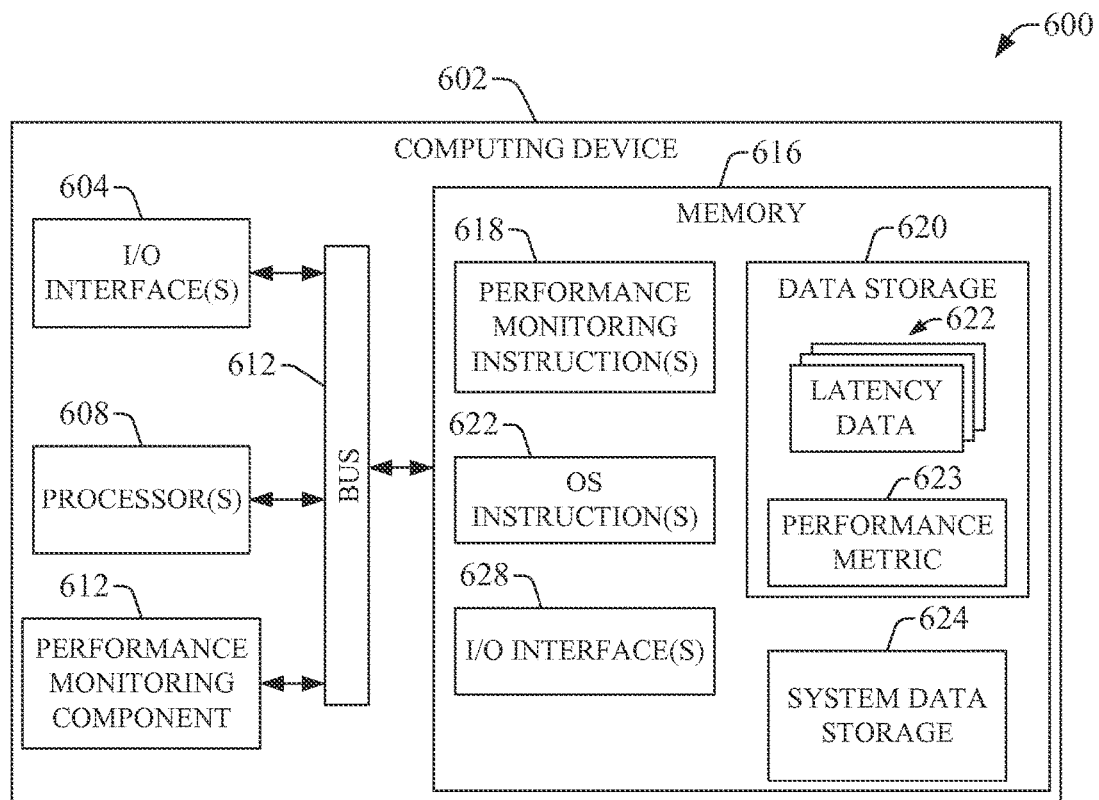 600
602
COMPUTING DEVICE
616
604
I/O
INTERFACE(S)
MEMORY
618
PERFORMANCE
MONITORING
INSTRUCTION(S)
620
DATA STORAGE
622
LATENCY
DATA
612
BUS
608
PROCESSOR(S)
622
OS
INSTRUCTION(S)
623
PERFORMANCE
METRIC
612
PERFORMANCE
MONITORING
COMPONENT
628
I/O INTERFACE(S)
624
SYSTEM DATA
STORAGE